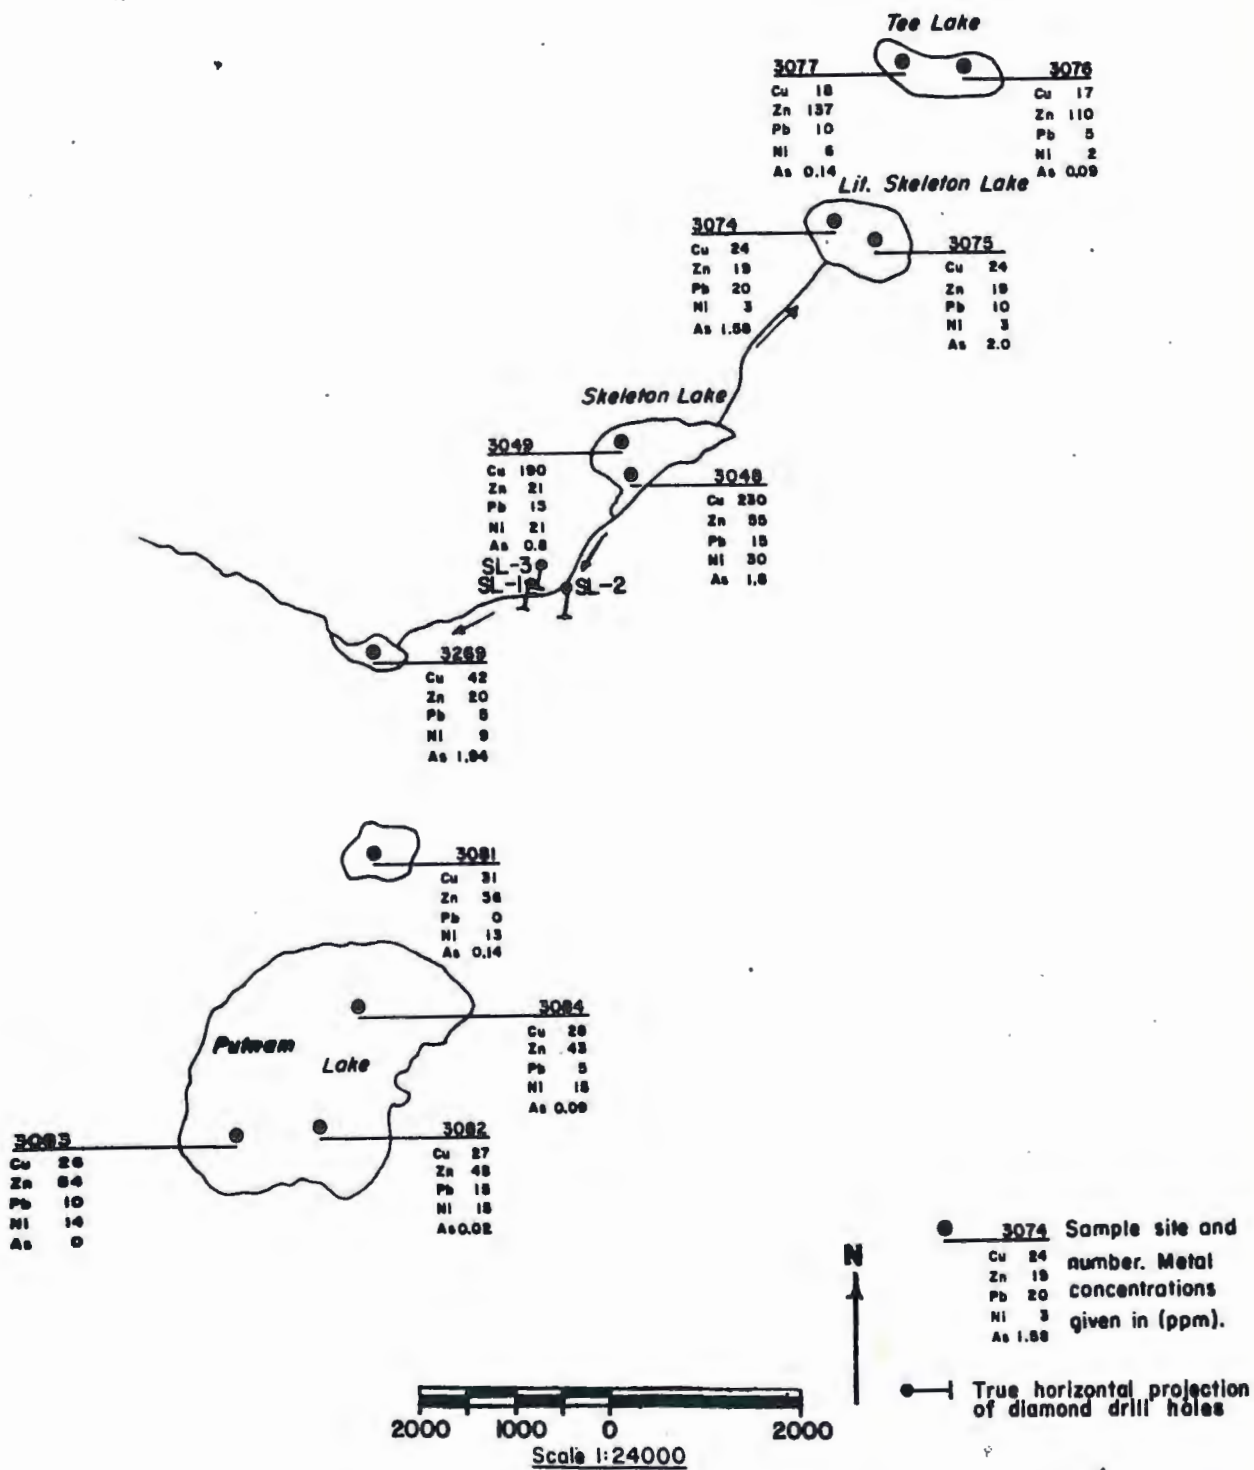 Tee Lake
3077
Cu 18
Zn 137
Pb 10
Ni 6
As 0.14
3076
Cu 17
Zn 110
Pb 5
Ni 2
As 0.09
Lit. Skeleton Lake
3074
Cu 24
Zn 19
Pb 20
Ni 3
As 1.58
3075
Cu 24
Zn 19
Pb 10
Ni 3
As 2.0
Skeleton Lake
3049
Cu 190
Zn 21
Pb 15
Ni 21
As 0.8
3048
Cu 230
Zn 55
Pb 15
Ni 30
As 1.8
SL-3
SL-1
SL-2
3269
Cu 42
Zn 20
Pb 5
Ni 9
As 1.94
3081
Cu 31
Zn 36
Pb 0
Ni 13
As 0.14
3084
Cu 28
Zn 43
Pb 5
Ni 15
As 0.09
Putnam
Lake
3083
Cu 26
Zn 64
Pb 10
Ni 14
As 0
3082
Cu 27
Zn 48
Pb 15
Ni 15
As 0.02
N
3074 Sample site and
Cu 24 number. Metal
Zn 19
Pb 20 concentrations
Ni 3 given in (ppm).
As 1.58
True horizontal projection
of diamond drill holes
2000 1000 0 2000
Scale 1:24000